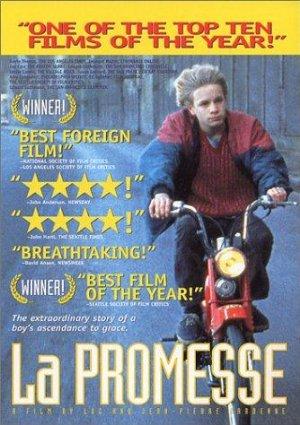 "ONE OF THE TOP TEN
FILMS OF THE YEAR!"
WINNER!
"BEST FOREIGN
FILM!"
-NATIONAL SOCIETY OF FILM CRITICS
-LOS ANGELES SOCIETY OF FILM CRITICS
"★★★★!"
-John Anderson, NEWSDAY
"★★★★!"
-John Hartl, THE SEATTLE TIMES
"BREATHTAKING!"
-David Ansen, NEWSWEEK
WINNER!
"BEST FILM
OF THE YEAR!"
-SEATTLE SOCIETY OF FILM CRITICS
The extraordinary story of a
boy's ascendance to grace.
La PROMESSE
A FILM BY LUC AND JEAN-PIERRE DARDENNE